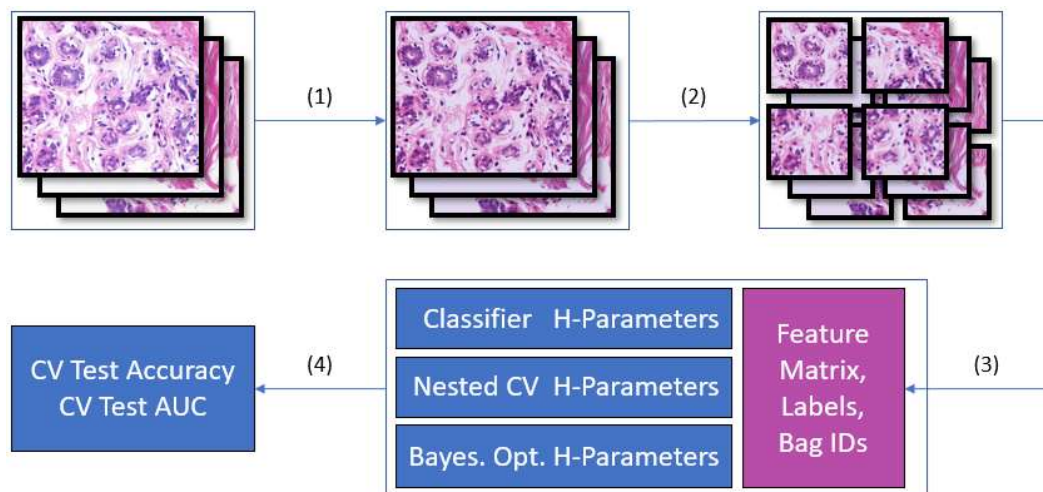 (1)
(2)
Classifier H-Parameters
Nested CV H-Parameters
Bayes. Opt. H-Parameters
Feature
Matrix,
Labels,
Bag IDs
(3)
(4)
CV Test Accuracy
CV Test AUC